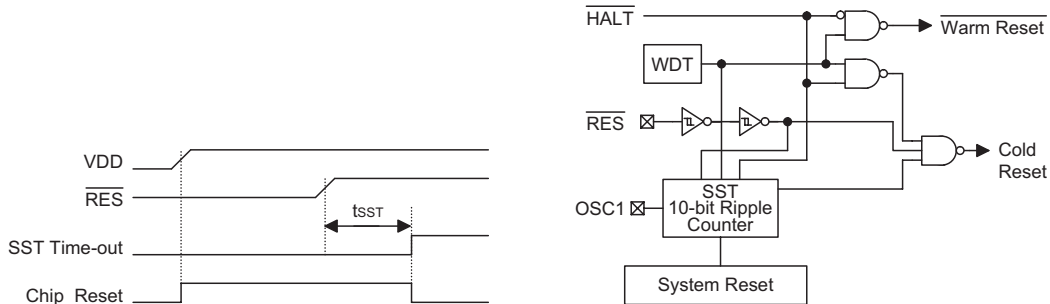 VDD
RES
tSST
SST Time-out
Chip Reset
HALT
Warm Reset
WDT
RES
Cold
Reset
SST
10-bit Ripple
Counter
OSC1
System Reset